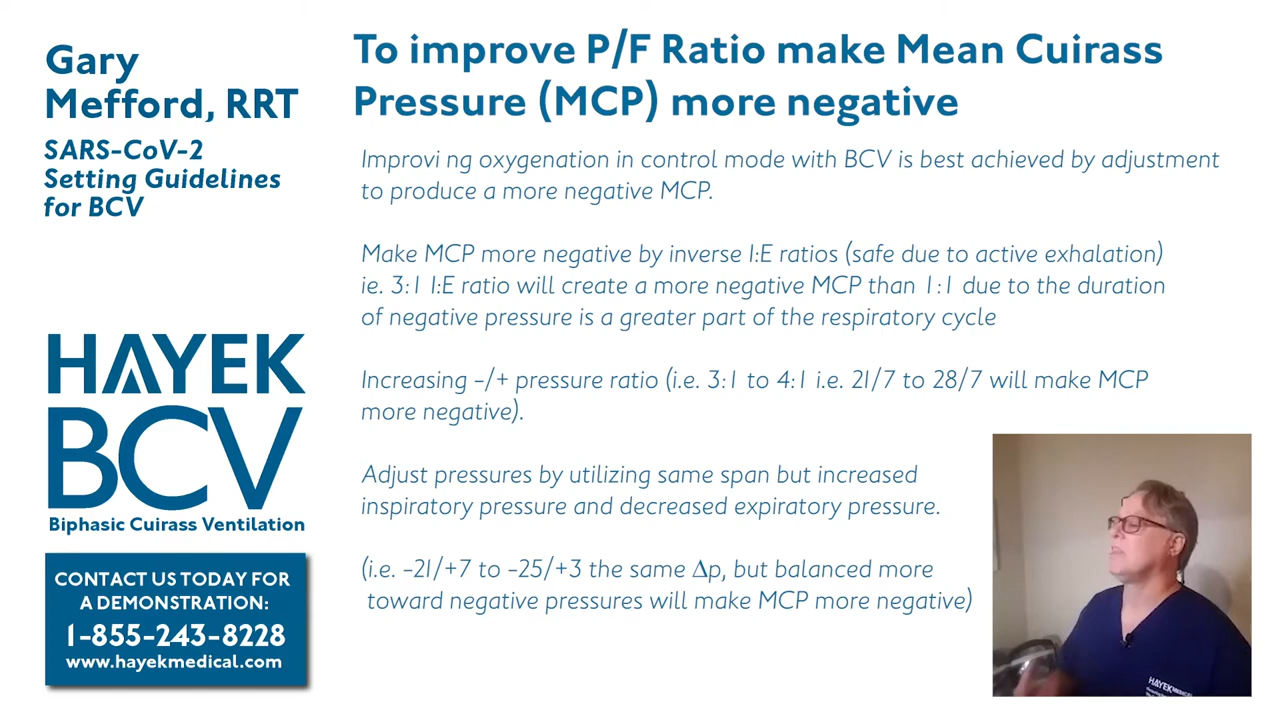 Gary
Mefford, RRT
SARS-CoV-2
Setting Guidelines
for BCV
HAYEK
BCV
Biphasic Cuirass Ventilation
CONTACT US TODAY FOR
A DEMONSTRATION:
1-855-243-8228
www.hayekmedical.com
To improve P/F Ratio make Mean Cuirass
Pressure (MCP) more negative
Improvi ng oxygenation in control mode with BCV is best achieved by adjustment
to produce a more negative MCP.
Make MCP more negative by inverse I:E ratios (safe due to active exhalation)
ie. 3:1 I:E ratio will create a more negative MCP than 1:1 due to the duration
of negative pressure is a greater part of the respiratory cycle
Increasing -/+ pressure ratio (i.e. 3:1 to 4:1 i.e. 21/7 to 28/7 will make MCP
more negative).
Adjust pressures by utilizing same span but increased
inspiratory pressure and decreased expiratory pressure.
(i.e. -21/+7 to -25/+3 the same Δp, but balanced more
toward negative pressures will make MCP more negative)
HAYEK MEDICAL